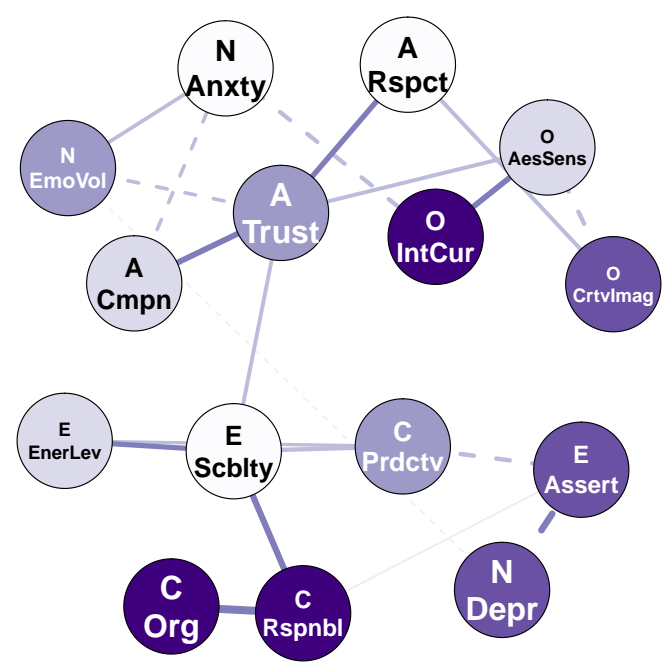 N
Anxty
A
Rspct
O
AesSens
N
EmoVol
A
Trust
O
IntCur
A
Cmpn
O
CrtvImag
E
EnerLev
E
Scblty
C
Prdctv
E
Assert
C
Org
C
Rspnbl
N
Depr